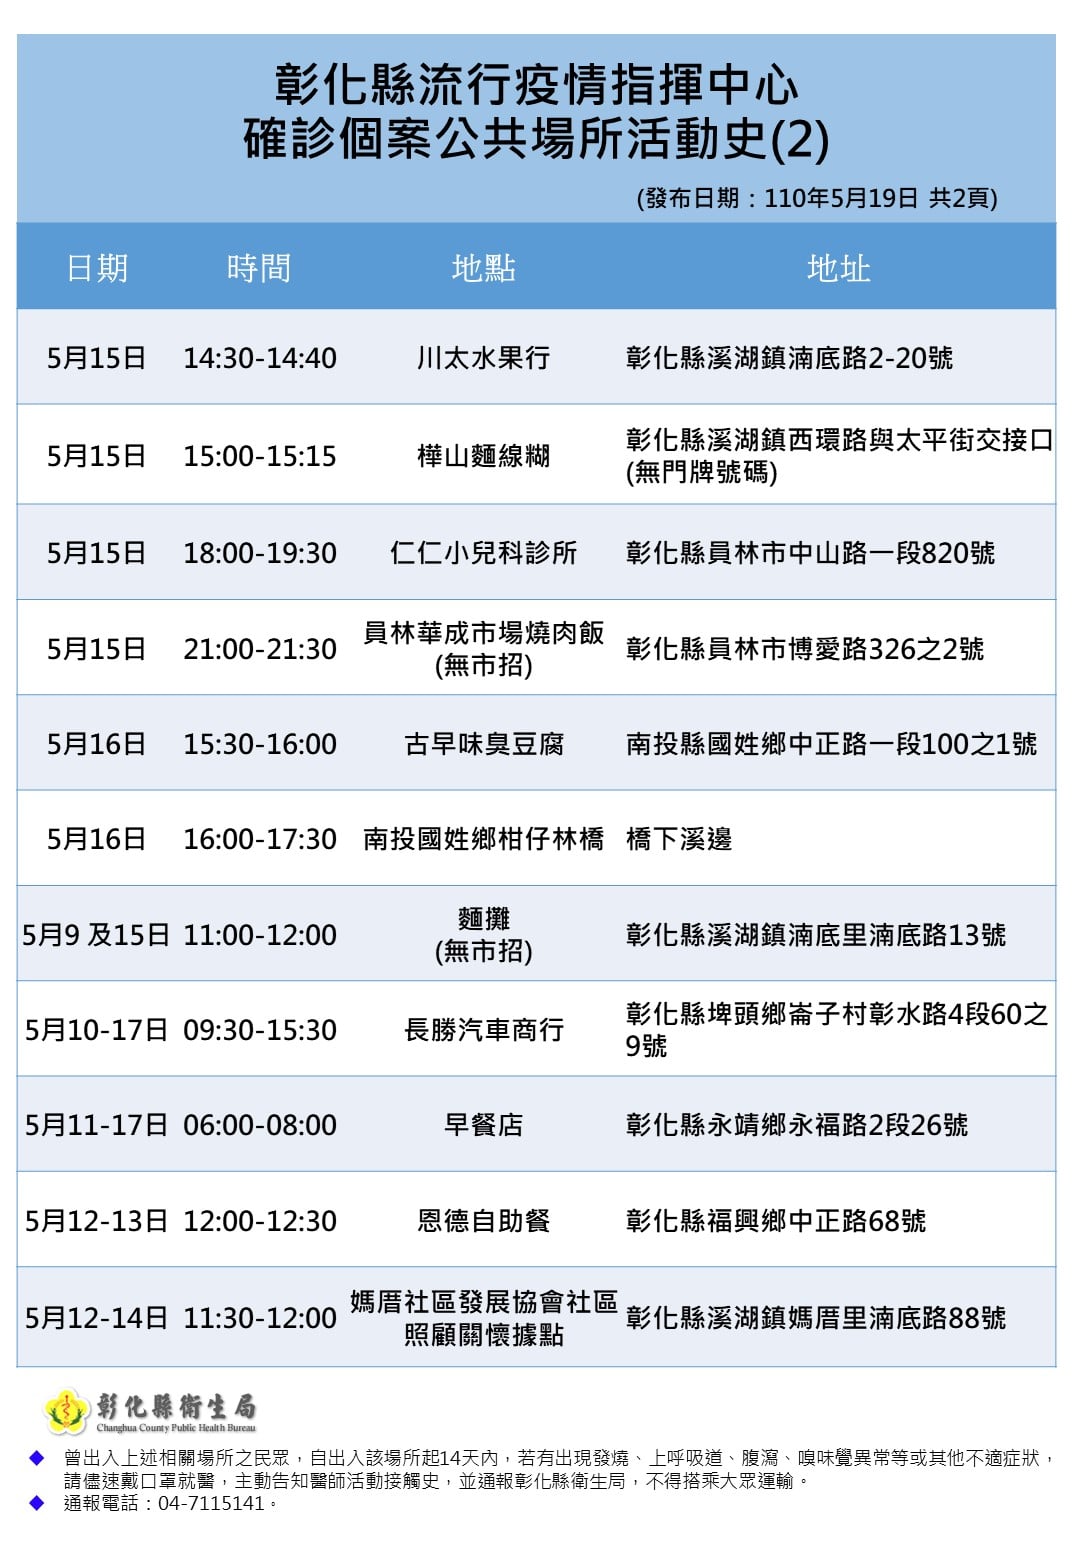 彰化縣流行疫情指揮中心
確診個案公共場所活動史(2)
(發布日期：110年5月19日 共2頁)
日期 時間 地點 地址
5月15日 14:30-14:40 川太水果行 彰化縣溪湖鎮湳底路2-20號
5月15日 15:00-15:15 樺山麵線糊 彰化縣溪湖鎮西環路與太平街交接口
(無門牌號碼)
5月15日 18:00-19:30 仁仁小兒科診所 彰化縣員林市中山路一段820號
5月15日 21:00-21:30 員林華成市場燒肉飯
(無市招) 彰化縣員林市博愛路326之2號
5月16日 15:30-16:00 古早味臭豆腐 南投縣國姓鄉中正路一段100之1號
5月16日 16:00-17:30 南投國姓鄉柑仔林橋 橋下溪邊
5月9 及15日 11:00-12:00 麵攤
(無市招) 彰化縣溪湖鎮湳底里湳底路13號
5月10-17日 09:30-15:30 長勝汽車商行 彰化縣埤頭鄉崙子村彰水路4段60之
9號
5月11-17日 06:00-08:00 早餐店 彰化縣永靖鄉永福路2段26號
5月12-13日 12:00-12:30 恩德自助餐 彰化縣福興鄉中正路68號
5月12-14日 11:30-12:00 媽厝社區發展協會社區
照顧關懷據點 彰化縣溪湖鎮媽厝里湳底路88號
彰化縣衛生局
Changhua County Public Health Bureau
◆ 曾出入上述相關場所之民眾，自出入該場所起14天內，若有出現發燒、上呼吸道、腹瀉、嗅味覺異常等或其他不適症狀，
請儘速戴口罩就醫，主動告知醫師活動接觸史，並通報彰化縣衛生局，不得搭乘大眾運輸。
◆ 通報電話：04-7115141。